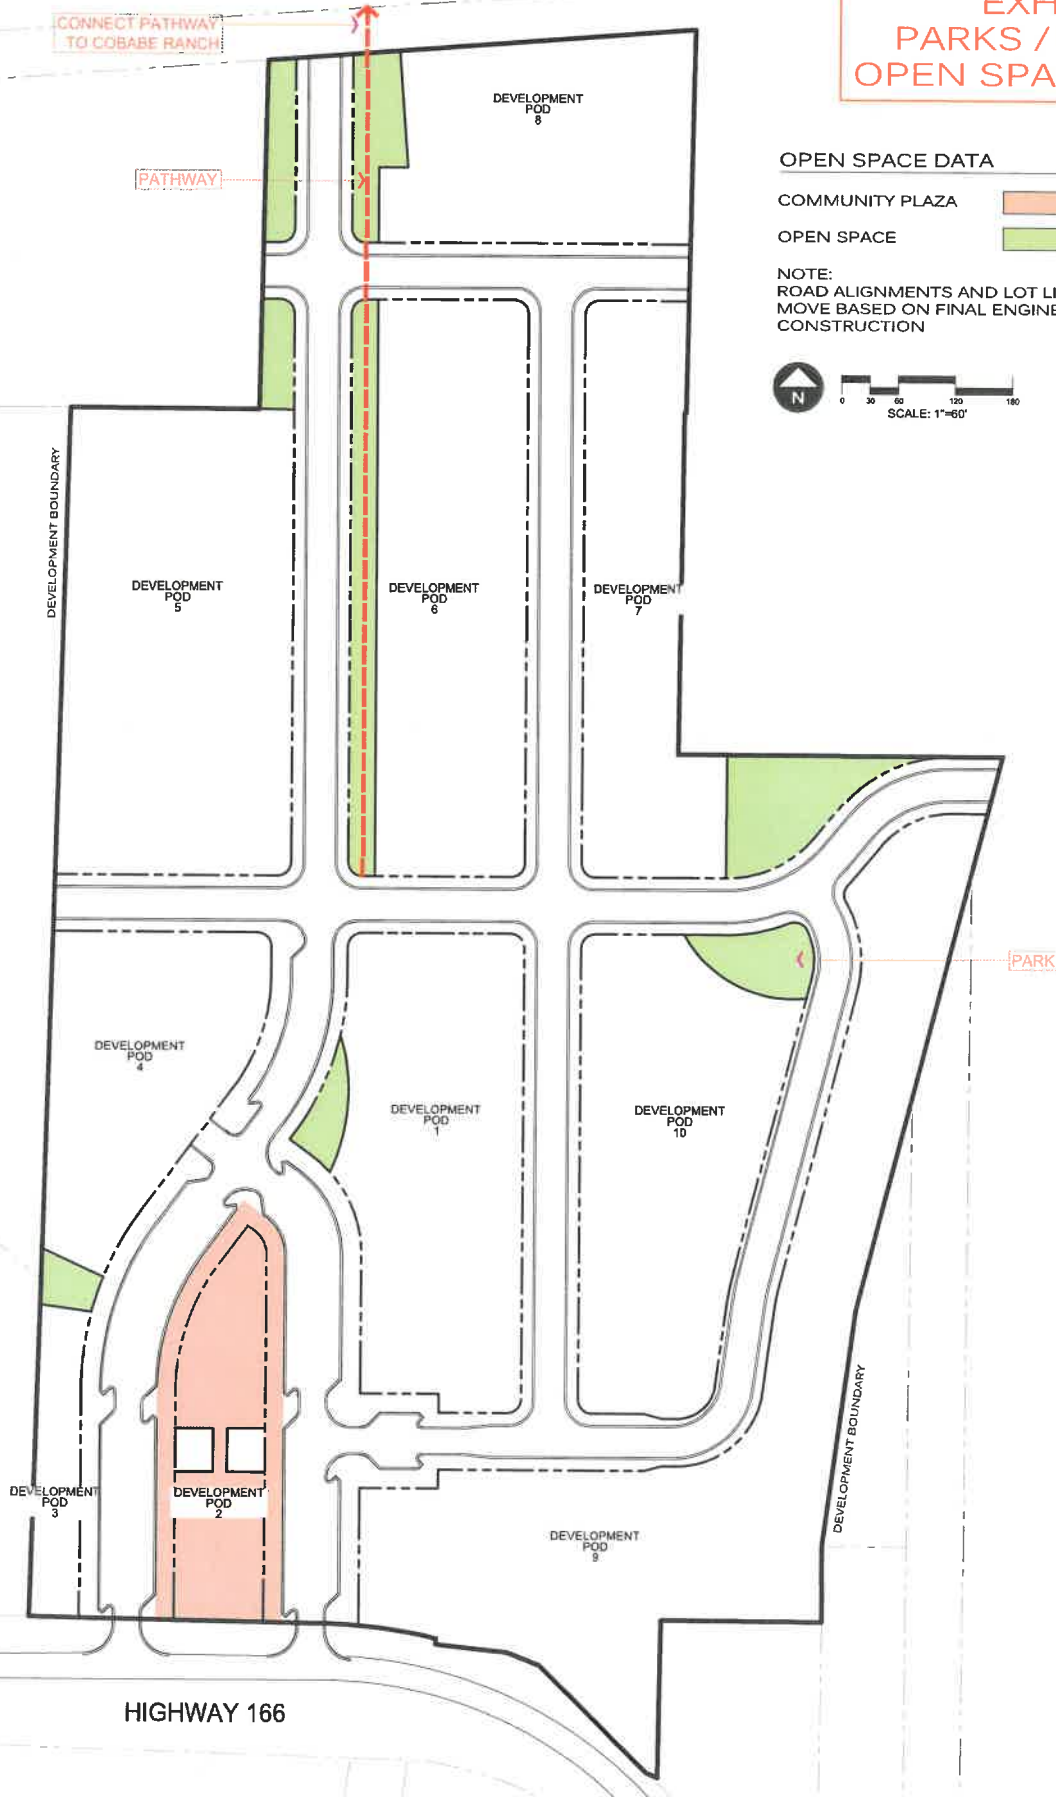 CONNECT PATHWAY
TO COBABE RANCH
EXH
PARKS /
OPEN SPA
DEVELOPMENT
POD
8
PATHWAY
OPEN SPACE DATA
COMMUNITY PLAZA
OPEN SPACE
NOTE:
ROAD ALIGNMENTS AND LOT LI
MOVE BASED ON FINAL ENGINE
CONSTRUCTION
N
0 30 60 120 180
SCALE: 1"=60'
DEVELOPMENT BOUNDARY
DEVELOPMENT
POD
5
DEVELOPMENT
POD
6
DEVELOPMENT
POD
7
PARK
DEVELOPMENT
POD
4
DEVELOPMENT
POD
1
DEVELOPMENT
POD
10
DEVELOPMENT BOUNDARY
DEVELOPMENT
POD
3
DEVELOPMENT
POD
2
DEVELOPMENT
POD
9
HIGHWAY 166